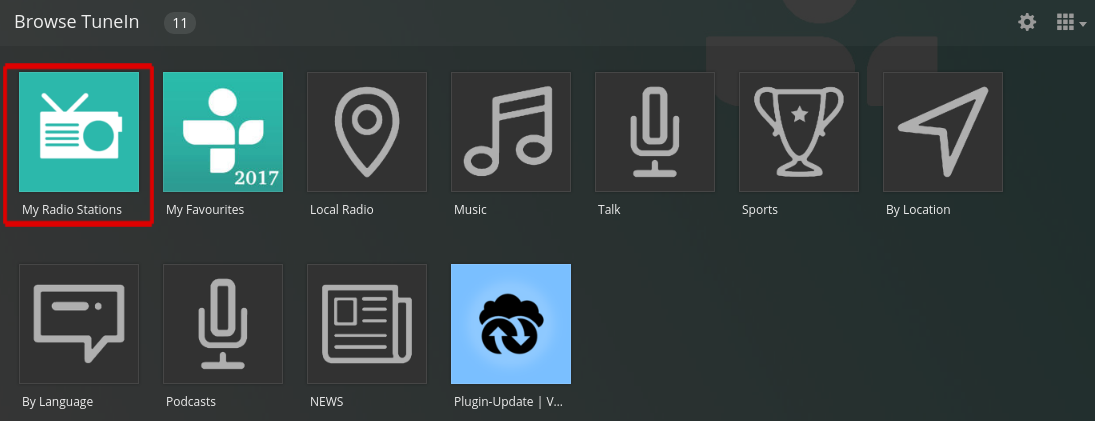 Browse TuneIn 11
2017
My Radio Stations My Favourites Local Radio Music Talk Sports By Location
By Language Podcasts NEWS Plugin-Update | V...